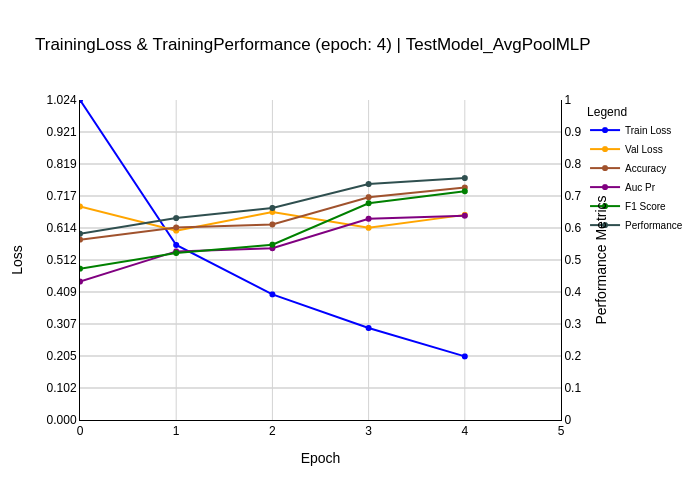 TrainingLoss & TrainingPerformance (epoch: 4) | TestModel_AvgPoolMLP
1.024
0.921
0.819
0.717
0.614
0.512
0.409
0.307
0.205
0.102
0.000
Loss
0
1
2
3
4
5
Epoch
1
0.9
0.8
0.7
0.6
0.5
0.4
0.3
0.2
0.1
0
Performance Metrics
Legend
Train Loss
Val Loss
Accuracy
Auc Pr
F1 Score
Performance